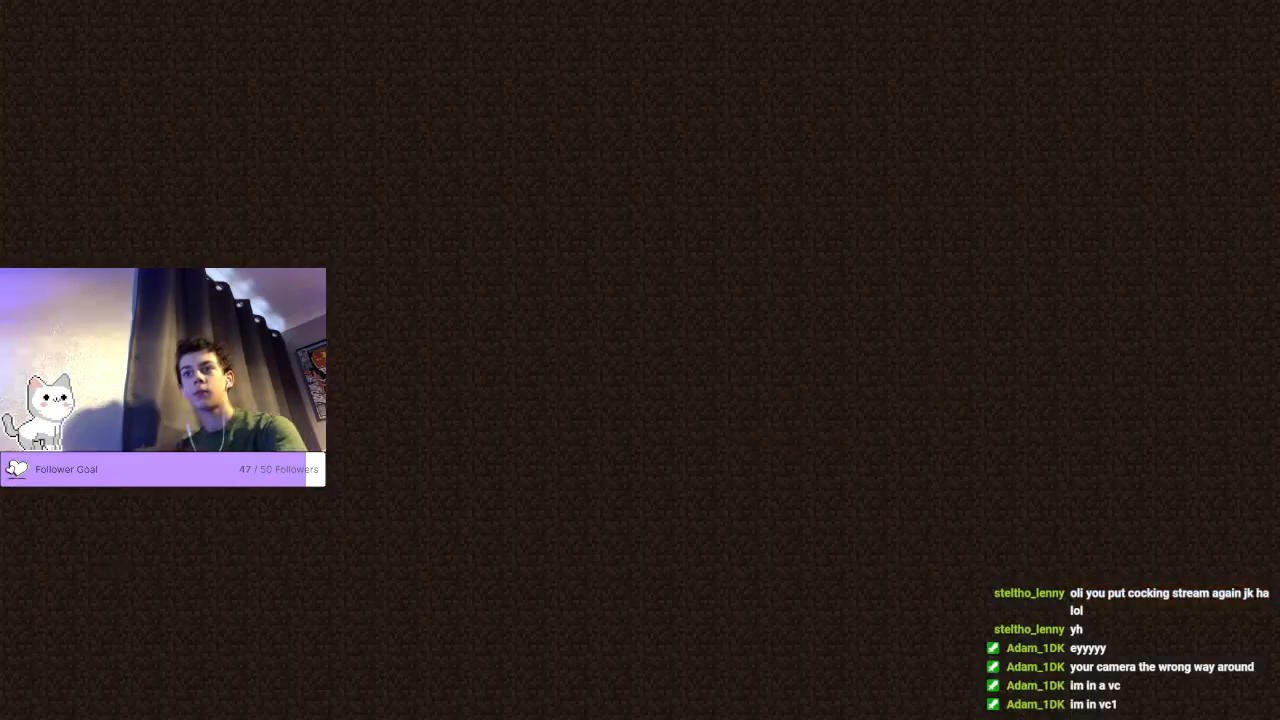 Follower Goal 47 / 50 Followers
steltho_lenny oli you put cocking stream again jk ha
lol
steltho_lenny yh
Adam_1DK eyyyyy
Adam_1DK your camera the wrong way around
Adam_1DK im in a vc
Adam_1DK im in vc1